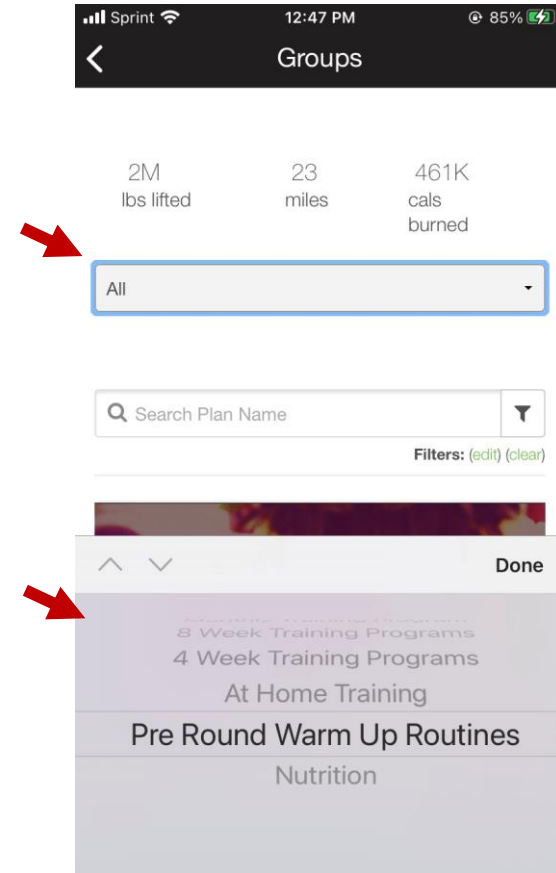 Sprint 12:47 PM 85%
Groups
2M 23 461K
lbs lifted miles cals
burned
All
Search Plan Name
Filters: (edit) (clear)
Done
8 Week Training Programs
4 Week Training Programs
At Home Training
Pre Round Warm Up Routines
Nutrition